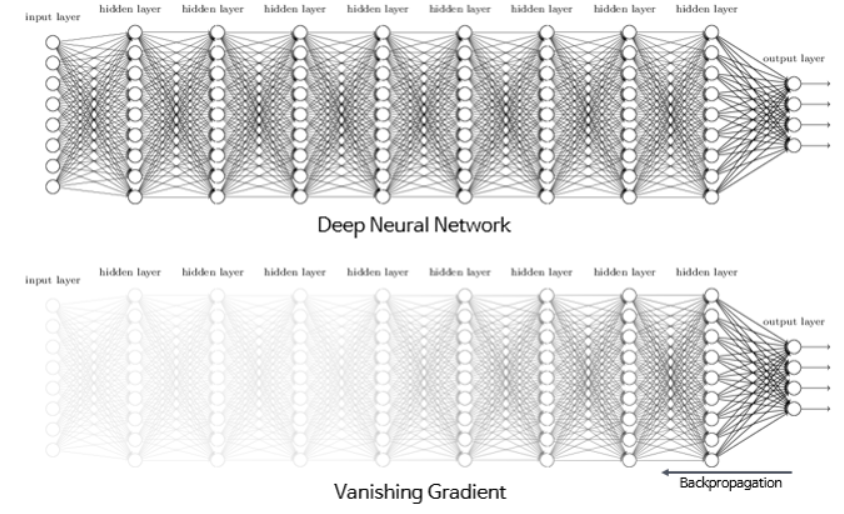 input layer
hidden layer hidden layer hidden layer hidden layer hidden layer hidden layer hidden layer hidden layer
output layer
Deep Neural Network
input layer
hidden layer hidden layer hidden layer hidden layer hidden layer hidden layer hidden layer hidden layer
output layer
Backpropagation
Vanishing Gradient